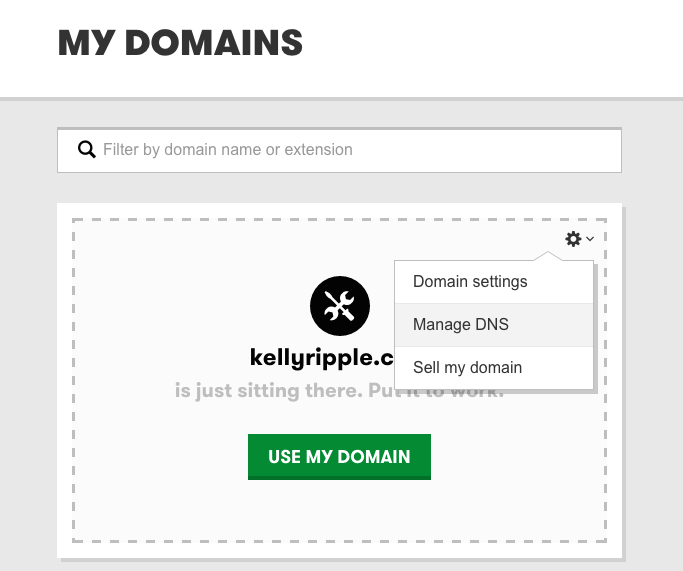 MY DOMAINS
Filter by domain name or extension
Domain settings
Manage DNS
Sell my domain
kellyripple.c
is just sitting there. Put it to work.
USE MY DOMAIN